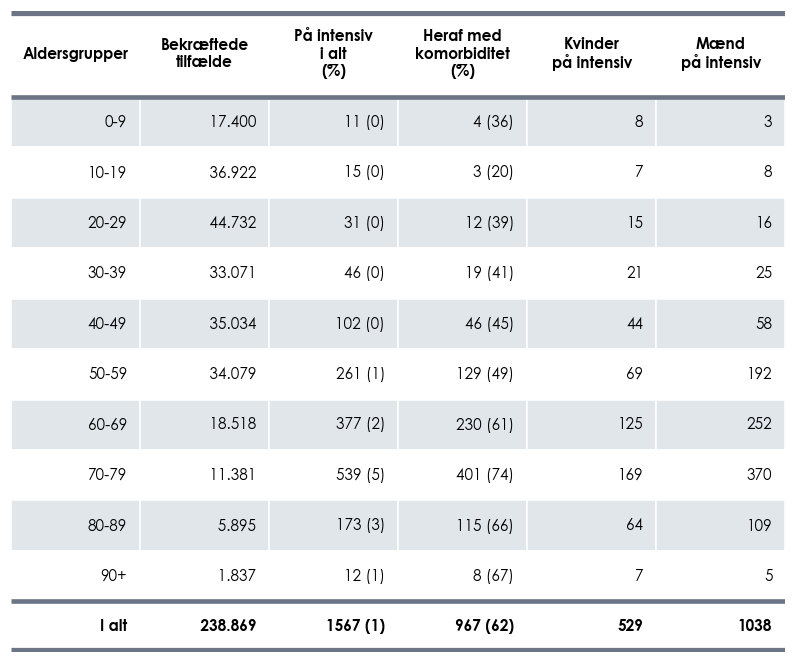 Aldersgrupper Bekræftede tilfælde På intensiv i alt (%) Heraf med komorbiditet (%) Kvinder på intensiv Mænd på intensiv
0-9 17.400 11 (0) 4 (36) 8 3
10-19 36.922 15 (0) 3 (20) 7 8
20-29 44.732 31 (0) 12 (39) 15 16
30-39 33.071 46 (0) 19 (41) 21 25
40-49 35.034 102 (0) 46 (45) 44 58
50-59 34.079 261 (1) 129 (49) 69 192
60-69 18.518 377 (2) 230 (61) 125 252
70-79 11.381 539 (5) 401 (74) 169 370
80-89 5.895 173 (3) 115 (66) 64 109
90+ 1.837 12 (1) 8 (67) 7 5
I alt 238.869 1567 (1) 967 (62) 529 1038